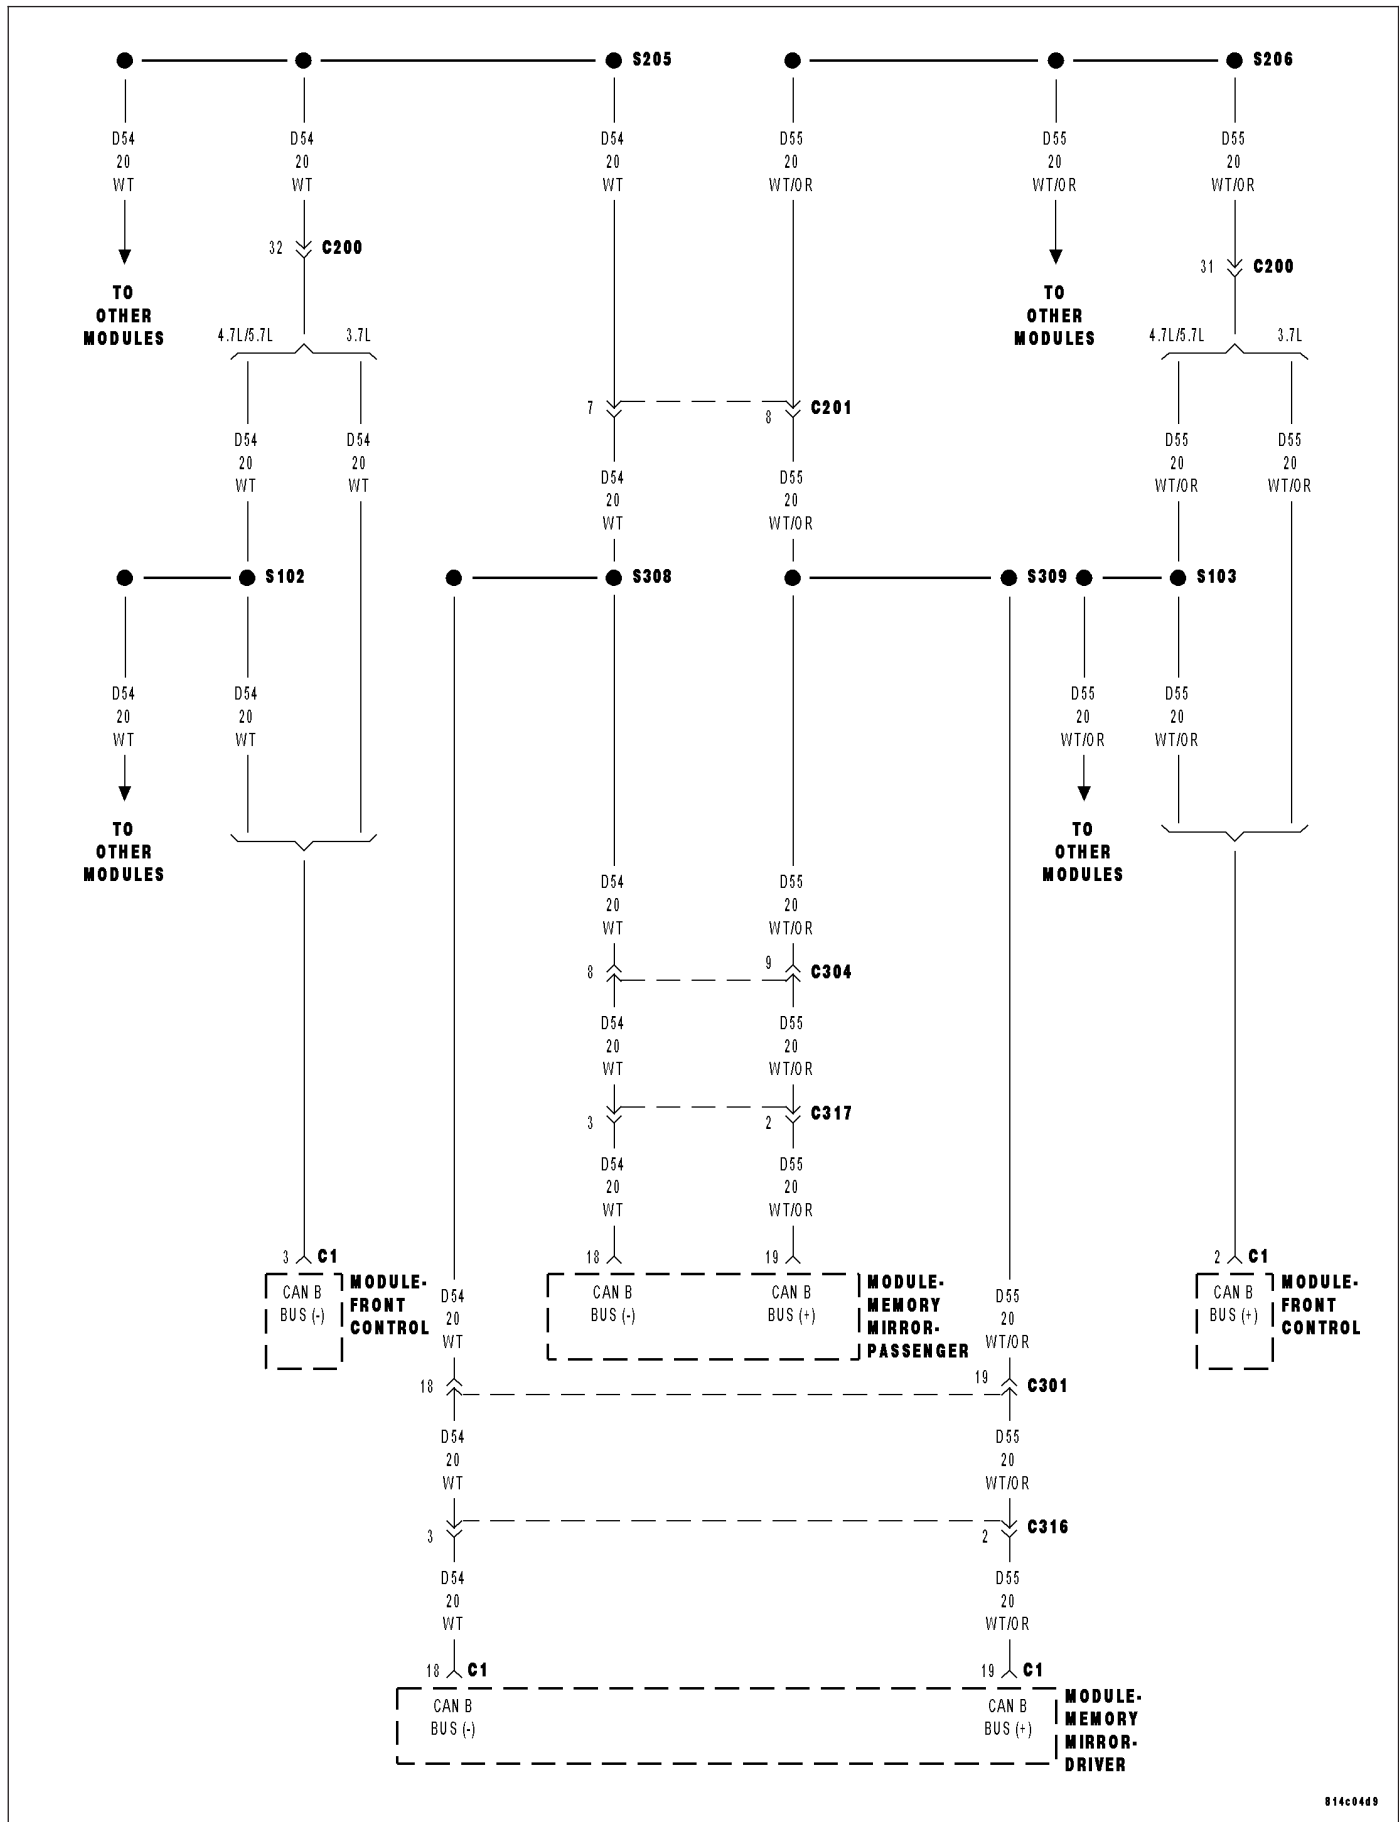 S205 S206
D54 D54 D54 D55 D55 D55
20 20 20 20 20 20
WT WT WT WT/OR WT/OR WT/OR
32 C200
31 C200
TO TO
OTHER OTHER
MODULES MODULES
4.7L/5.7L 3.7L 4.7L/5.7L 3.7L
7 8 C201
D54 D54 D55 D55
20 20 20 20
WT WT WT/OR WT/OR
D54 D55
20 20
WT WT/OR
S102 S308 S309 S103
D54 D54 D55 D55
20 20 20 20
WT WT WT/OR WT/OR
TO TO
OTHER OTHER
MODULES MODULES
D54 D55
20 20
WT WT/OR
8 9 C304
D54 D55
20 20
WT WT/OR
3 2 C317
D54 D55
20 20
WT WT/OR
3 C1 18 19 2 C1
CAN B
BUS (-)
MODULE-
FRONT
CONTROL
CAN B
BUS (-)
CAN B
BUS (+)
MODULE-
MEMORY
MIRROR-
PASSENGER
CAN B
BUS (+)
MODULE-
FRONT
CONTROL
D54 D55
20 20
WT WT/OR
18 19 C301
D54 D55
20 20
WT WT/OR
3 2 C316
D54 D55
20 20
WT WT/OR
18 C1 19 C1
CAN B CAN B
BUS (-) BUS (+)
MODULE-
MEMORY
MIRROR-
DRIVER
814c04d9